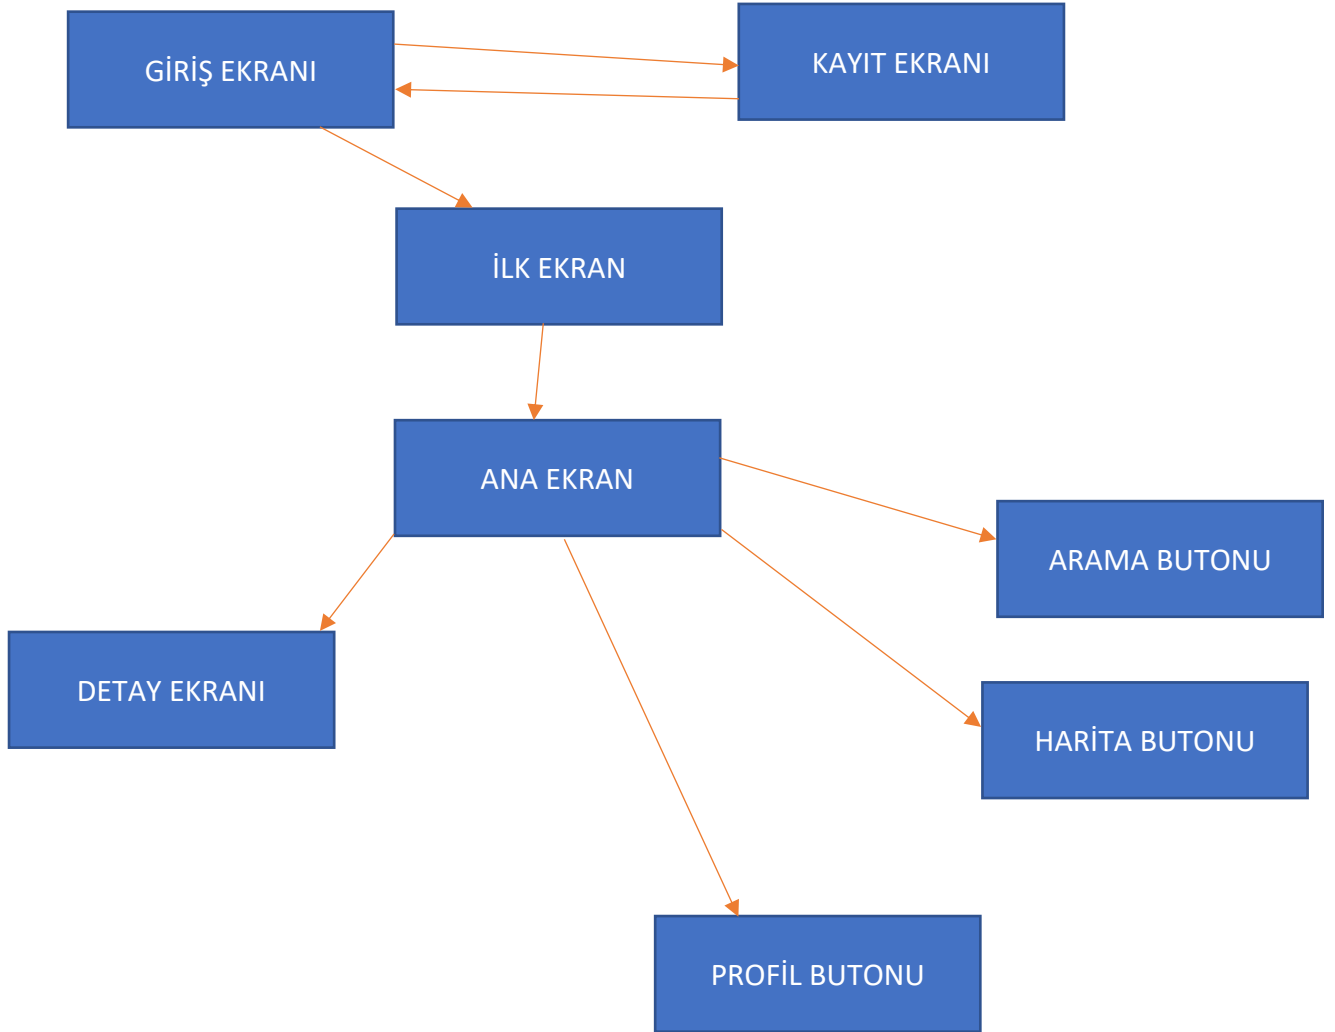 GİRİŞ EKRANI
KAYIT EKRANI
İLK EKRAN
ANA EKRAN
ARAMA BUTONU
DETAY EKRANI
HARİTA BUTONU
PROFİL BUTONU